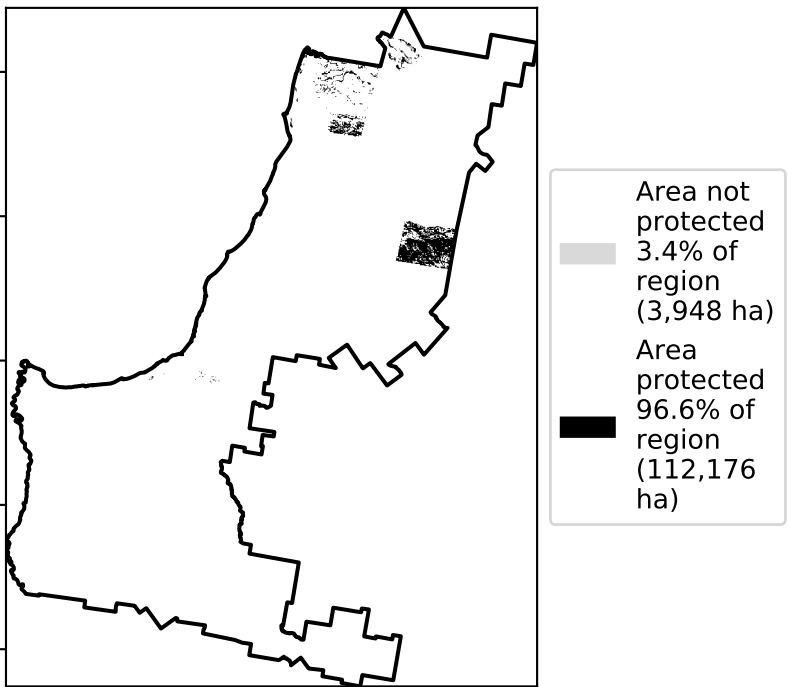 Area not
protected
3.4% of
region
(3,948 ha)
Area
protected
96.6% of
region
(112,176
ha)